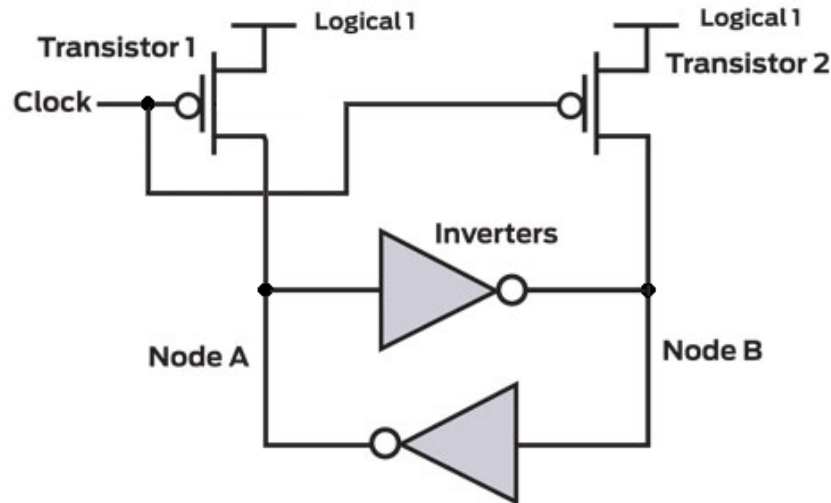 Logical 1
Transistor 1
Logical 1
Transistor 2
Clock
Inverters
Node A
Node B